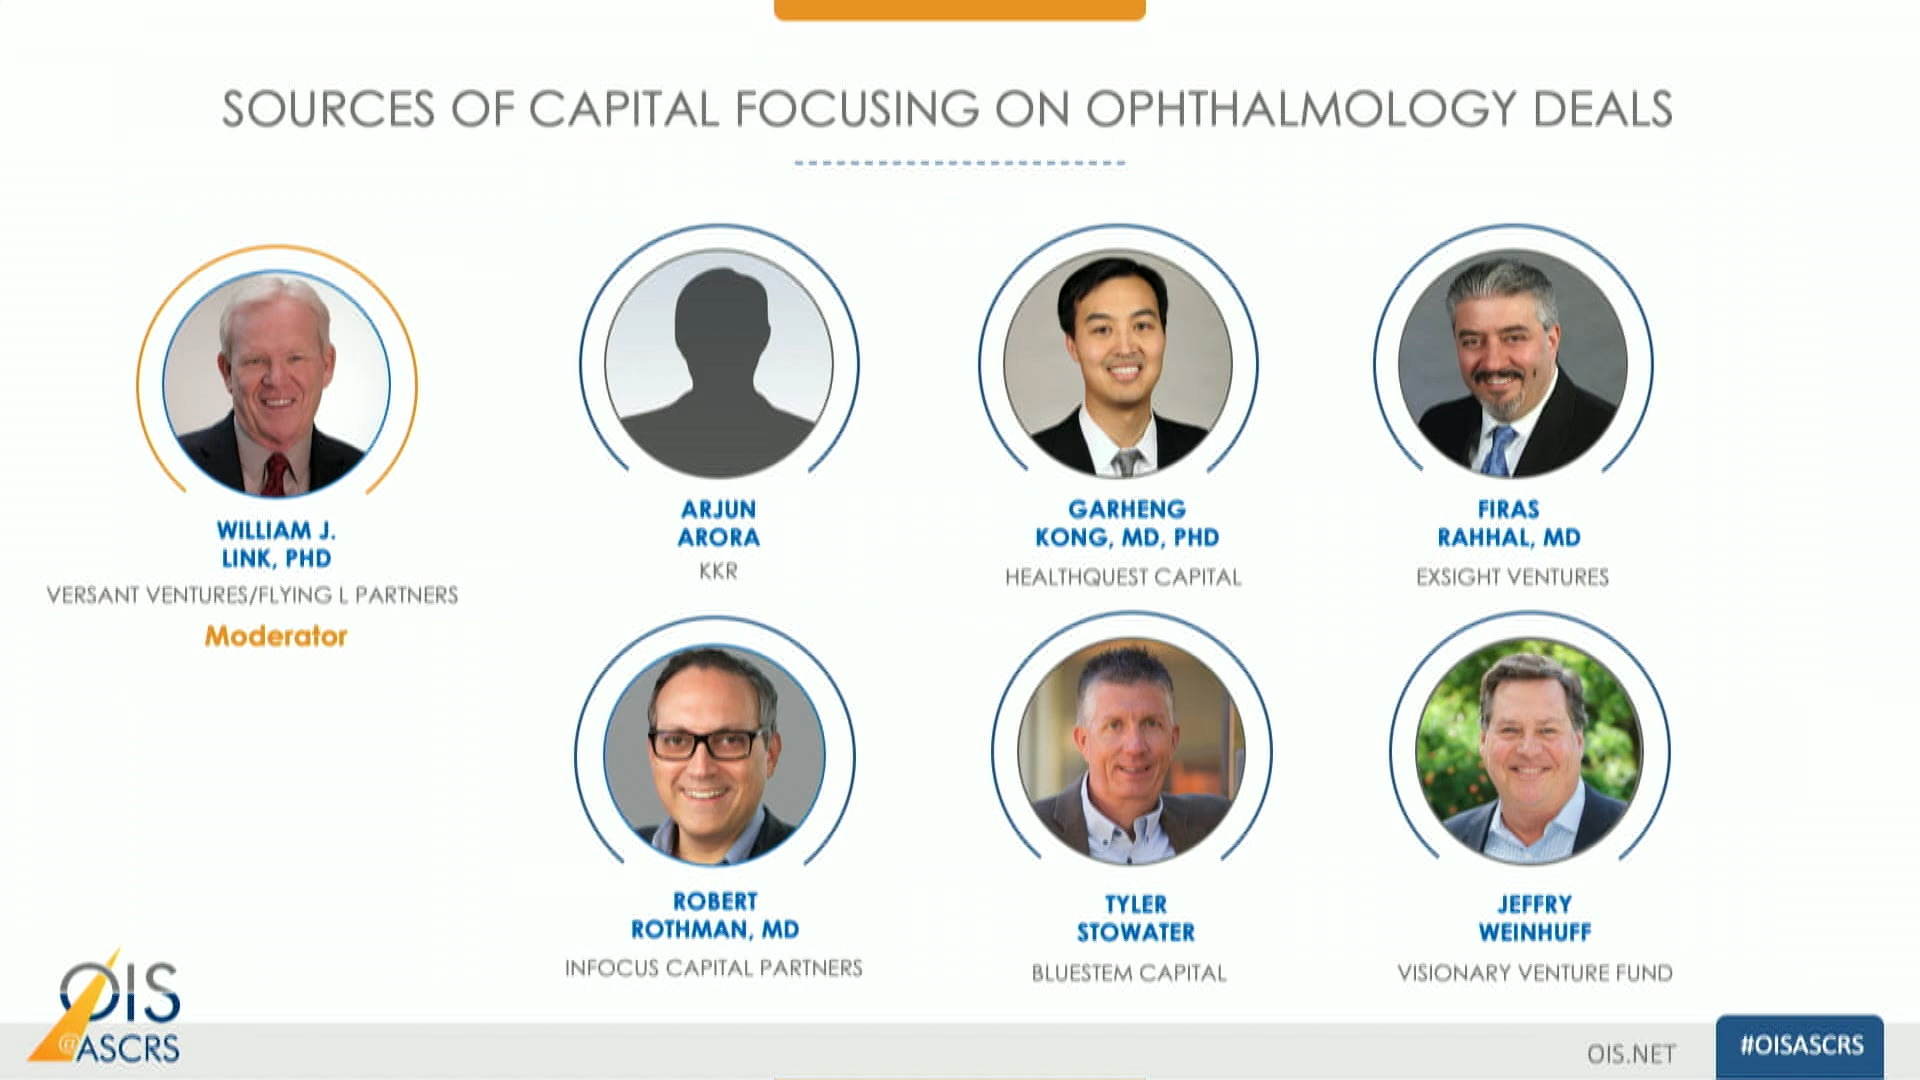 SOURCES OF CAPITAL FOCUSING ON OPHTHALMOLOGY DEALS
WILLIAM J.
LINK, PHD
VERSANT VENTURES/FLYING L PARTNERS
Moderator
ARJUN
ARORA
KKR
GARHENG
KONG, MD, PHD
HEALTHQUEST CAPITAL
FIRAS
RAHHAL, MD
EXSIGHT VENTURES
ROBERT
ROTHMAN, MD
INFOCUS CAPITAL PARTNERS
TYLER
STOWATER
BLUESTEM CAPITAL
JEFFRY
WEINHUFF
VISIONARY VENTURE FUND
OIS
@ASCRS
OIS.NET
#OISASCRS